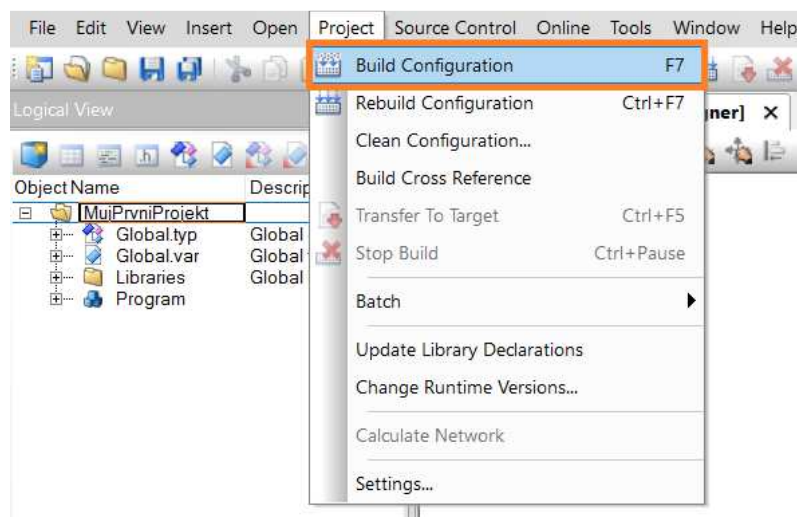 File Edit View Insert Open Project Source Control Online Tools Window Help
Build Configuration F7
Logical View
Rebuild Configuration Ctrl+F7
gner] X
Clean Configuration...
Build Cross Reference
Object Name Descrip
Transfer To Target Ctrl+F5
MujPrvniProjekt
Global.typ Global
Stop Build Ctrl+Pause
Global.var Global
Libraries Global
Program
Batch
Update Library Declarations
Change Runtime Versions...
Calculate Network
Settings...